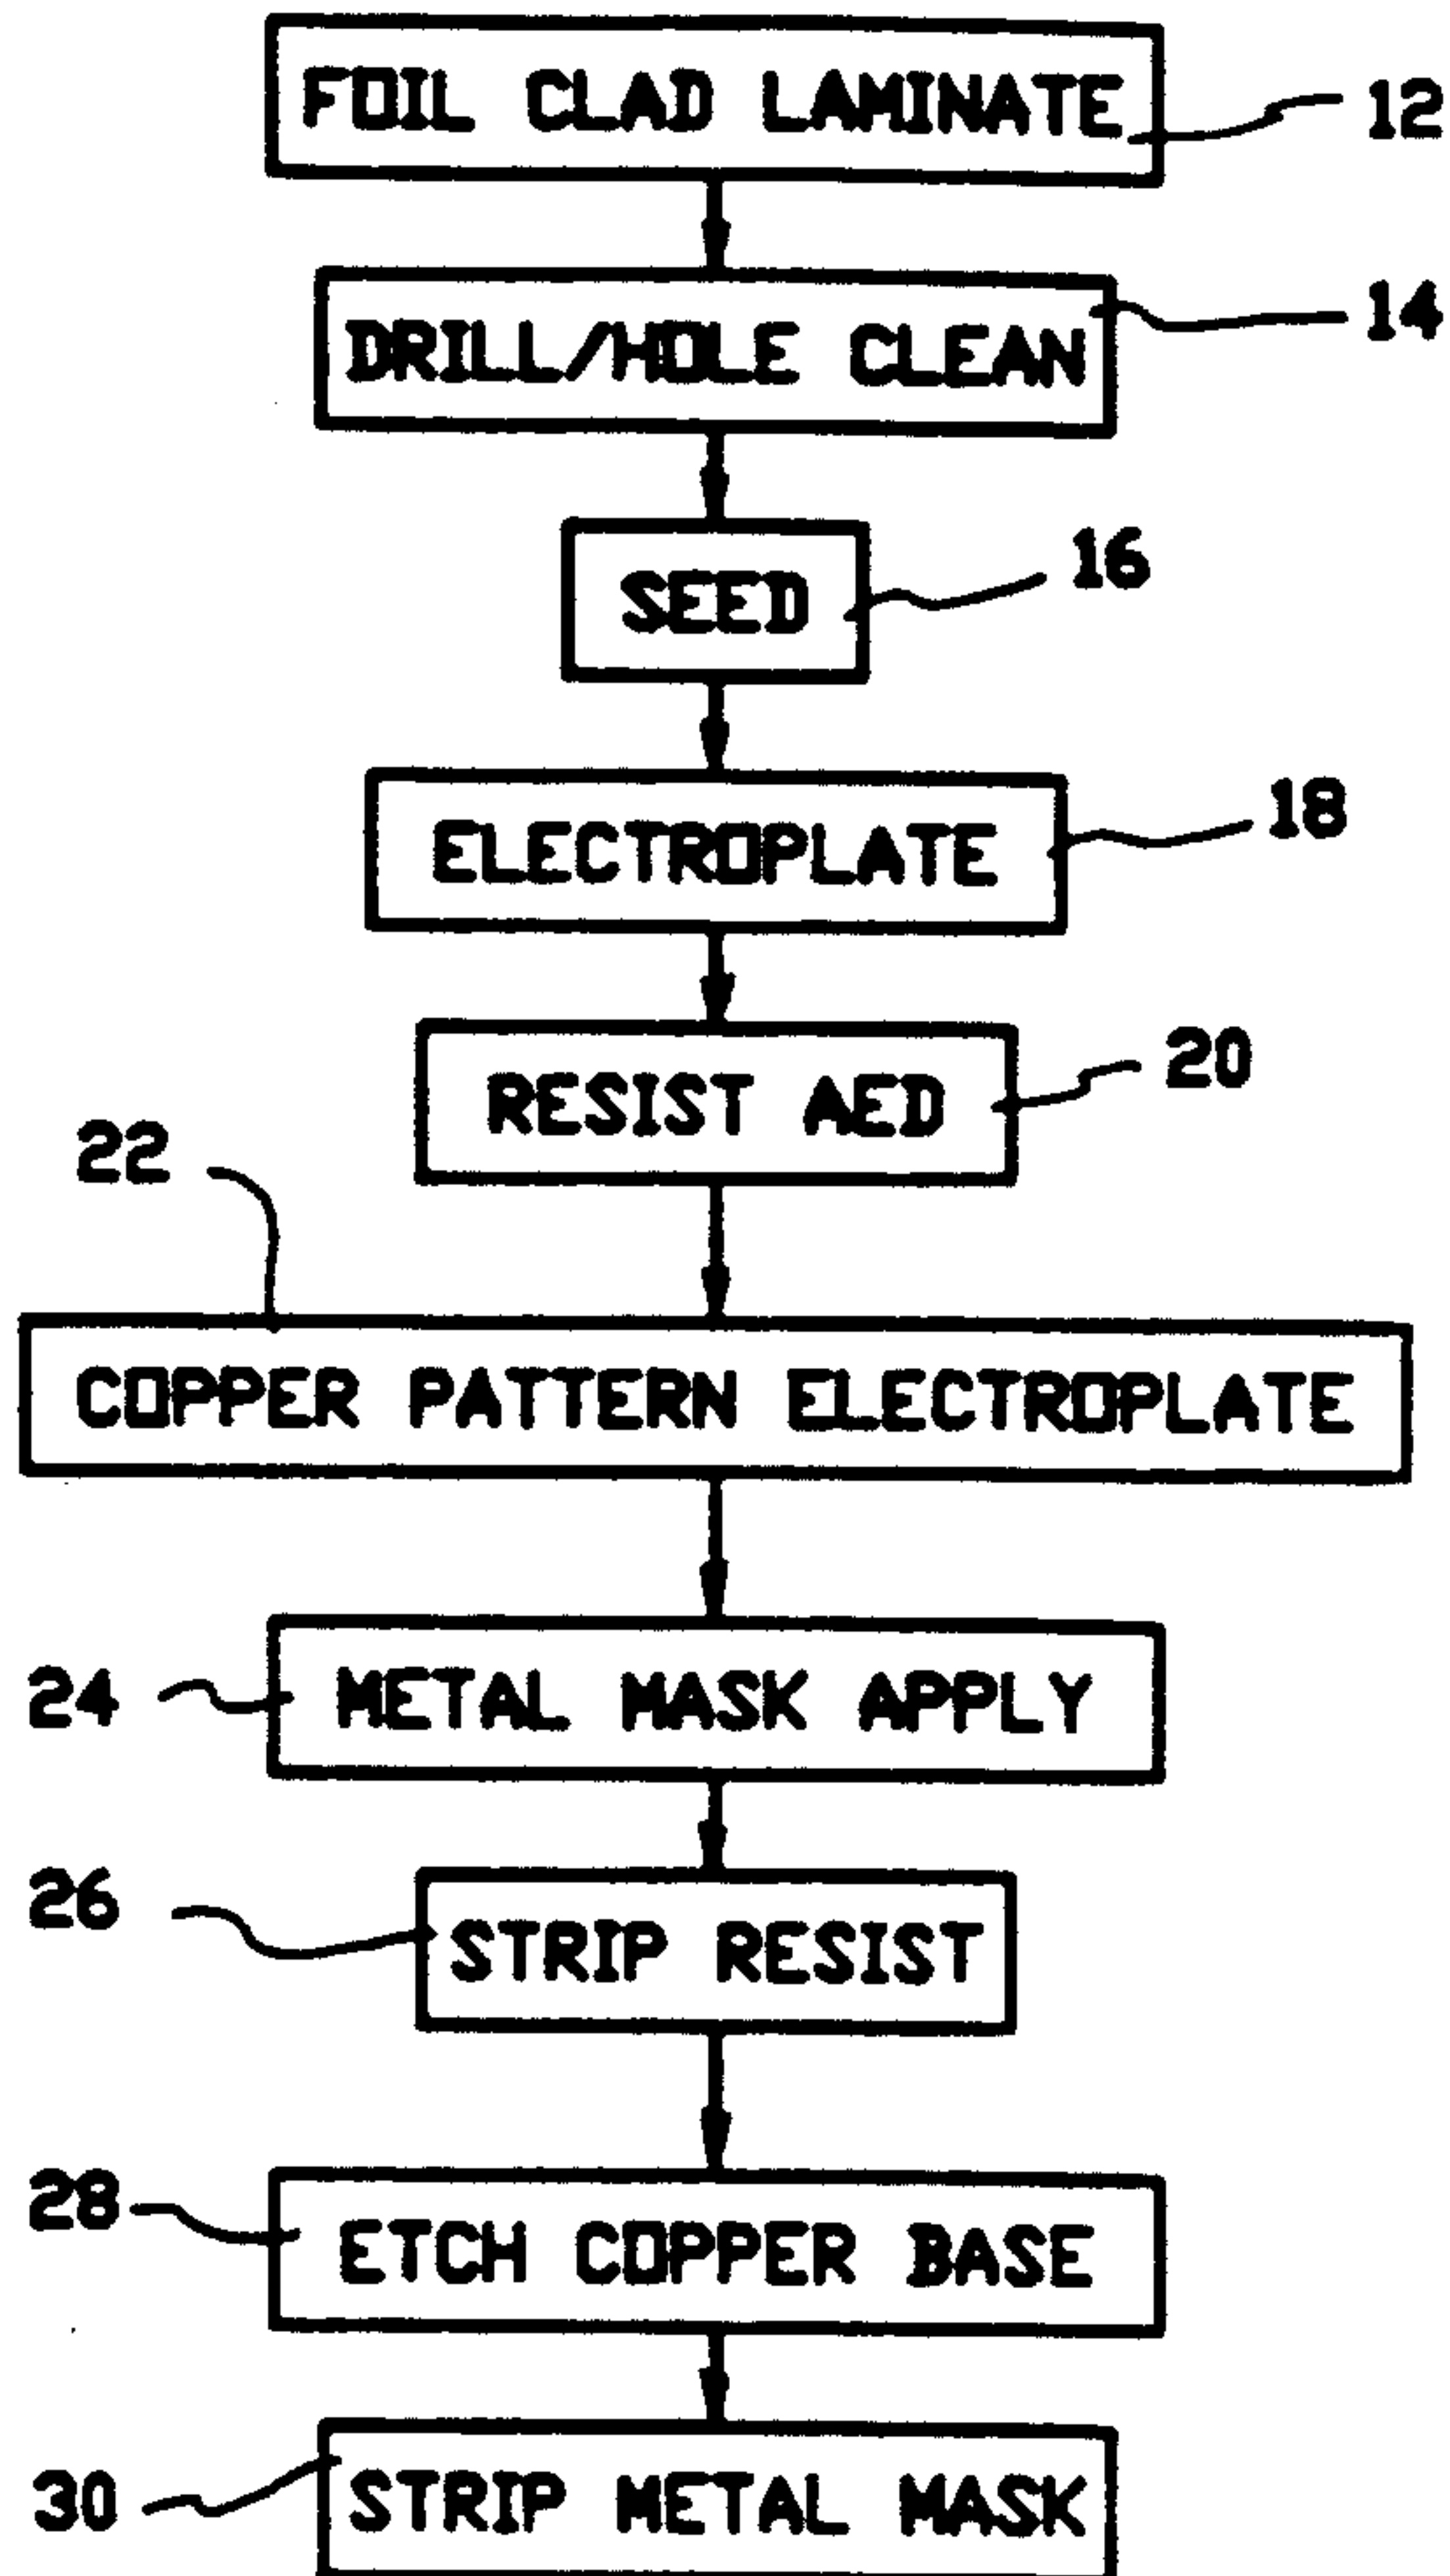 FOIL CLAD LAMINATE
12
DRILL/HOLE CLEAN
14
SEED
16
ELECTROPLATE
18
RESIST AED
20
22
COPPER PATTERN ELECTROPLATE
24
METAL MASK APPLY
26
STRIP RESIST
28
ETCH COPPER BASE
30
STRIP METAL MASK